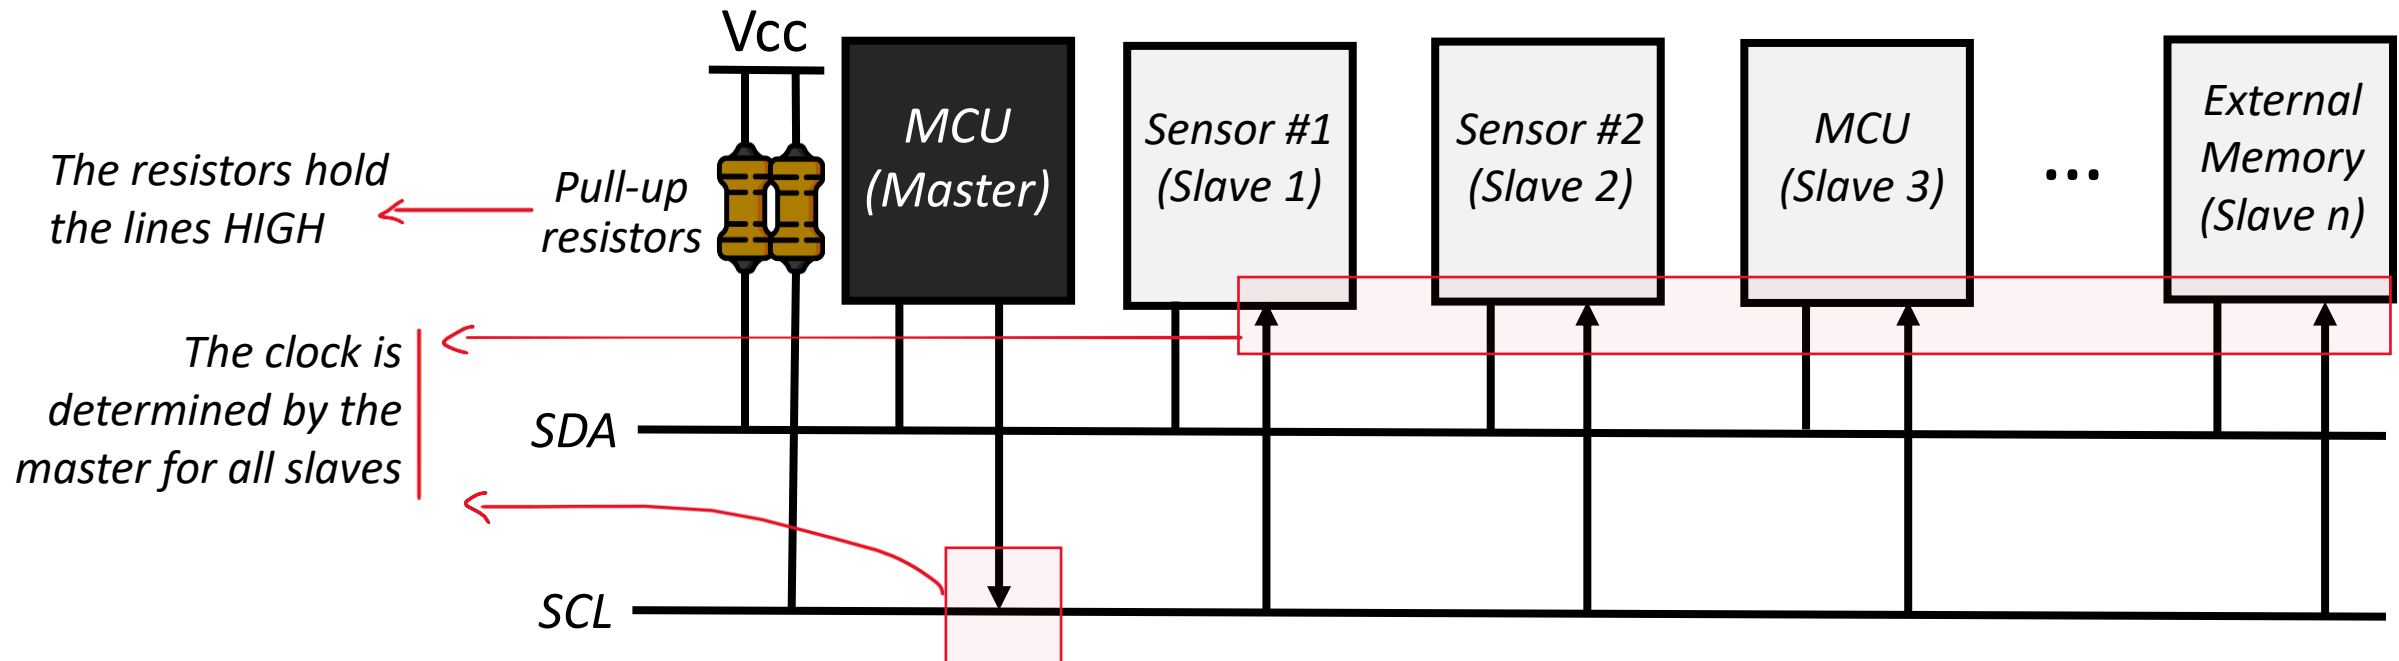 Vcc
The resistors hold
the lines HIGH
Pull-up
resistors
MCU
(Master)
Sensor #1
(Slave 1)
Sensor #2
(Slave 2)
MCU
(Slave 3)
...
External
Memory
(Slave n)
The clock is
determined by the
master for all slaves
SDA
SCL